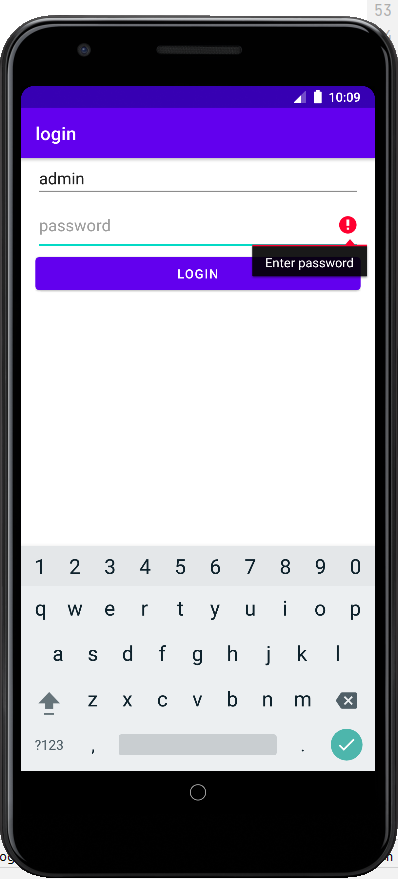 53
10:09
login
admin
password
Enter password
LOGIN
1 2 3 4 5 6 7 8 9 0
q w e r t y u i o p
a s d f g h j k l
z x c v b n m
?123 , .